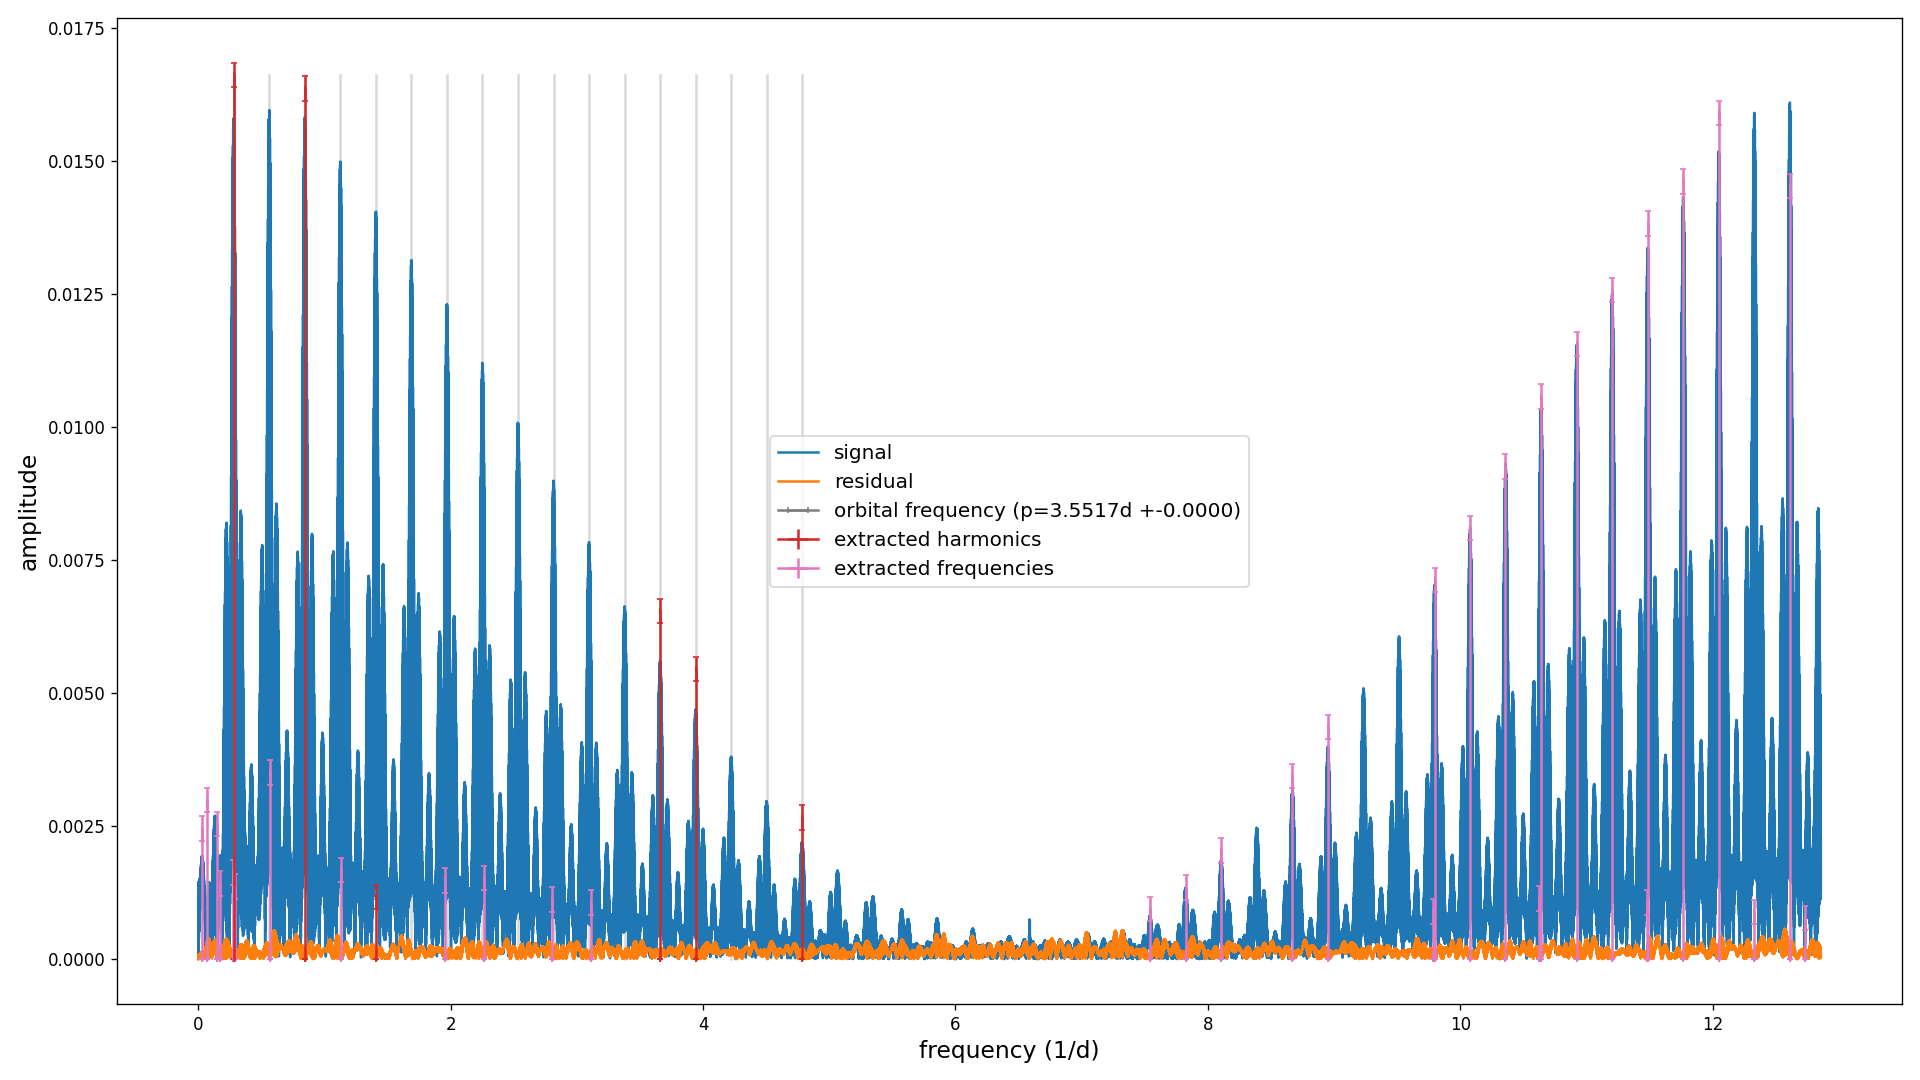 0.0175
0.0150
0.0125
0.0100
0.0075
0.0050
0.0025
0.0000
amplitude
signal
residual
orbital frequency (p=3.5517d +-0.0000)
extracted harmonics
extracted frequencies
0 2 4 6 8 10 12
frequency (1/d)